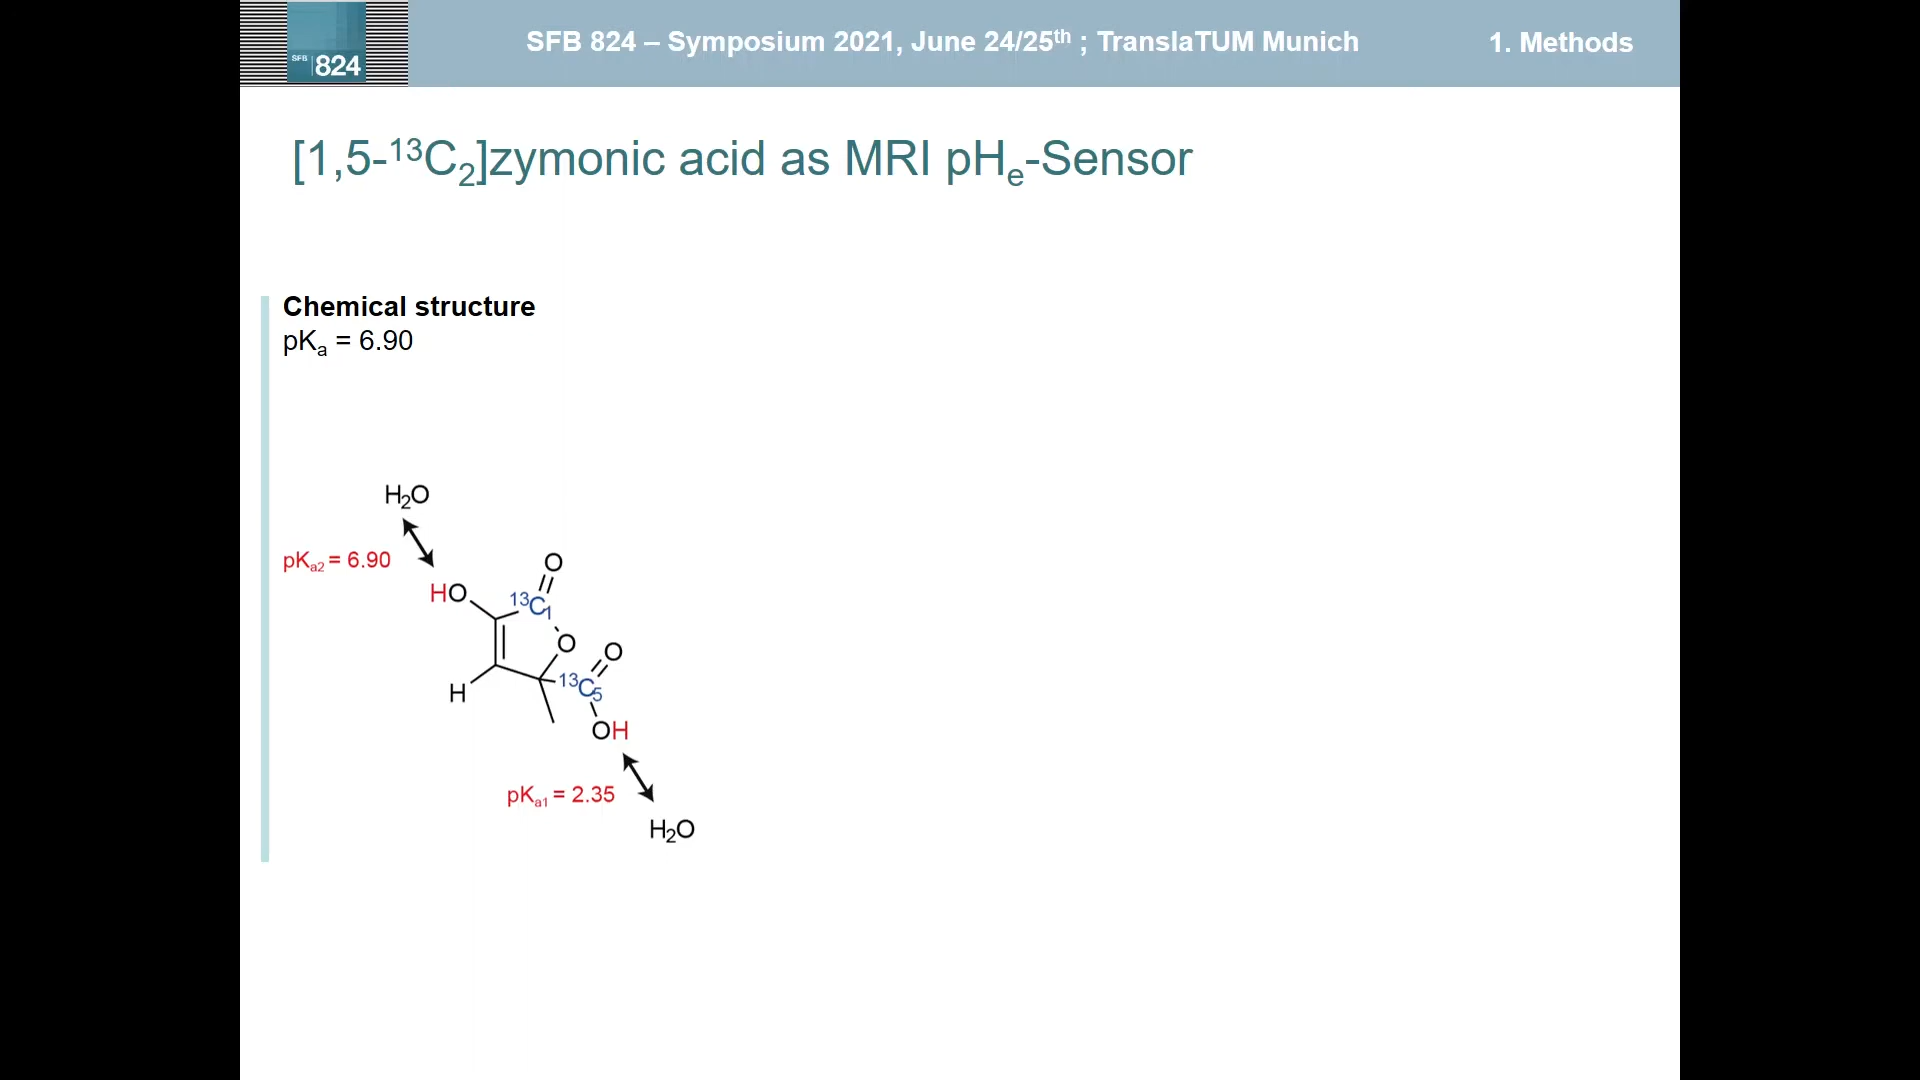 SFB 824
SFB 824 – Symposium 2021, June 24/25th ; TranslaTUM Munich
1. Methods
[1,5-¹³C₂]zymonic acid as MRI pHₑ-Sensor
Chemical structure
pKₐ = 6.90
H₂O
pKₐ₂ = 6.90
O
HO
¹³C₁
O
O
¹³C₅
H
OH
pKₐ₁ = 2.35
H₂O